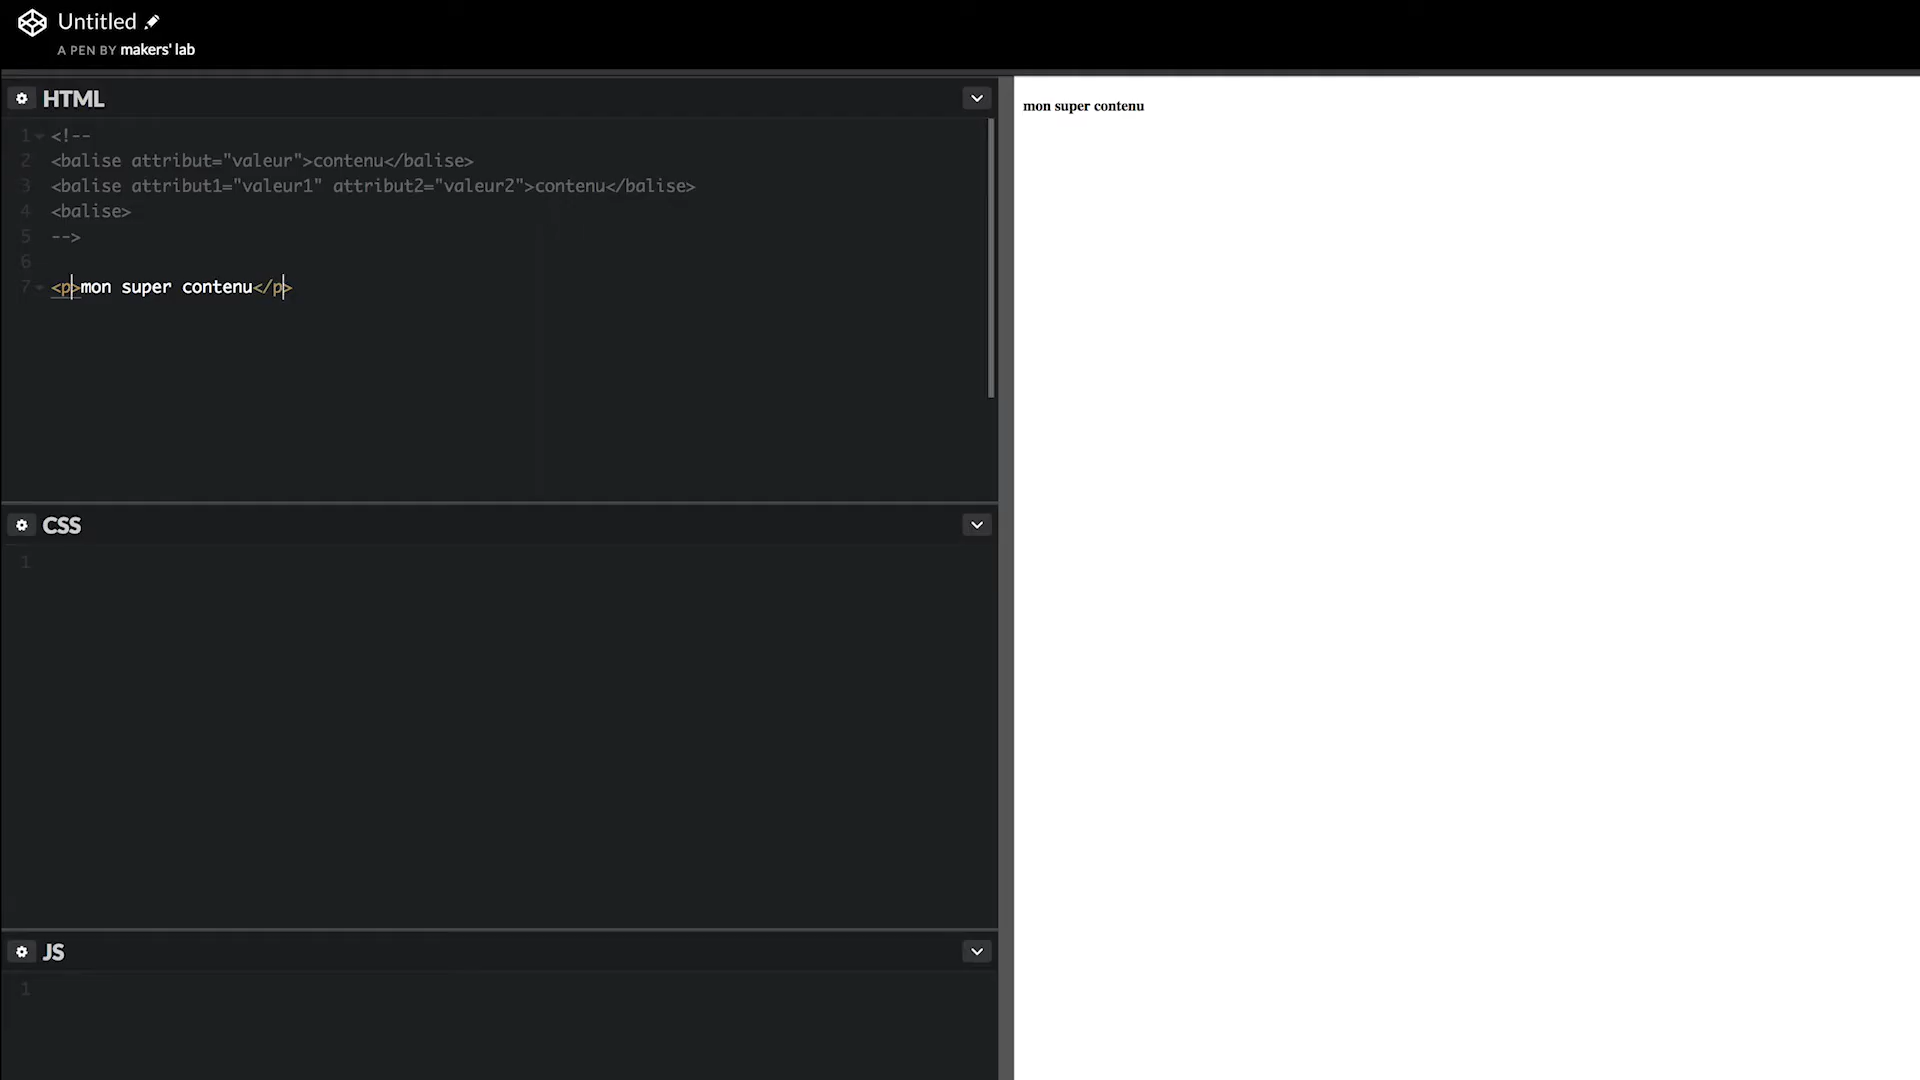 Untitled
A PEN BY makers' lab
HTML
1 <!--
2 <balise attribut="valeur">contenu</balise>
3 <balise attribut1="valeur1" attribut2="valeur2">contenu</balise>
4 <balise>
5 -->
6
7 <p>mon super contenu</p>
CSS
1
JS
1
mon super contenu